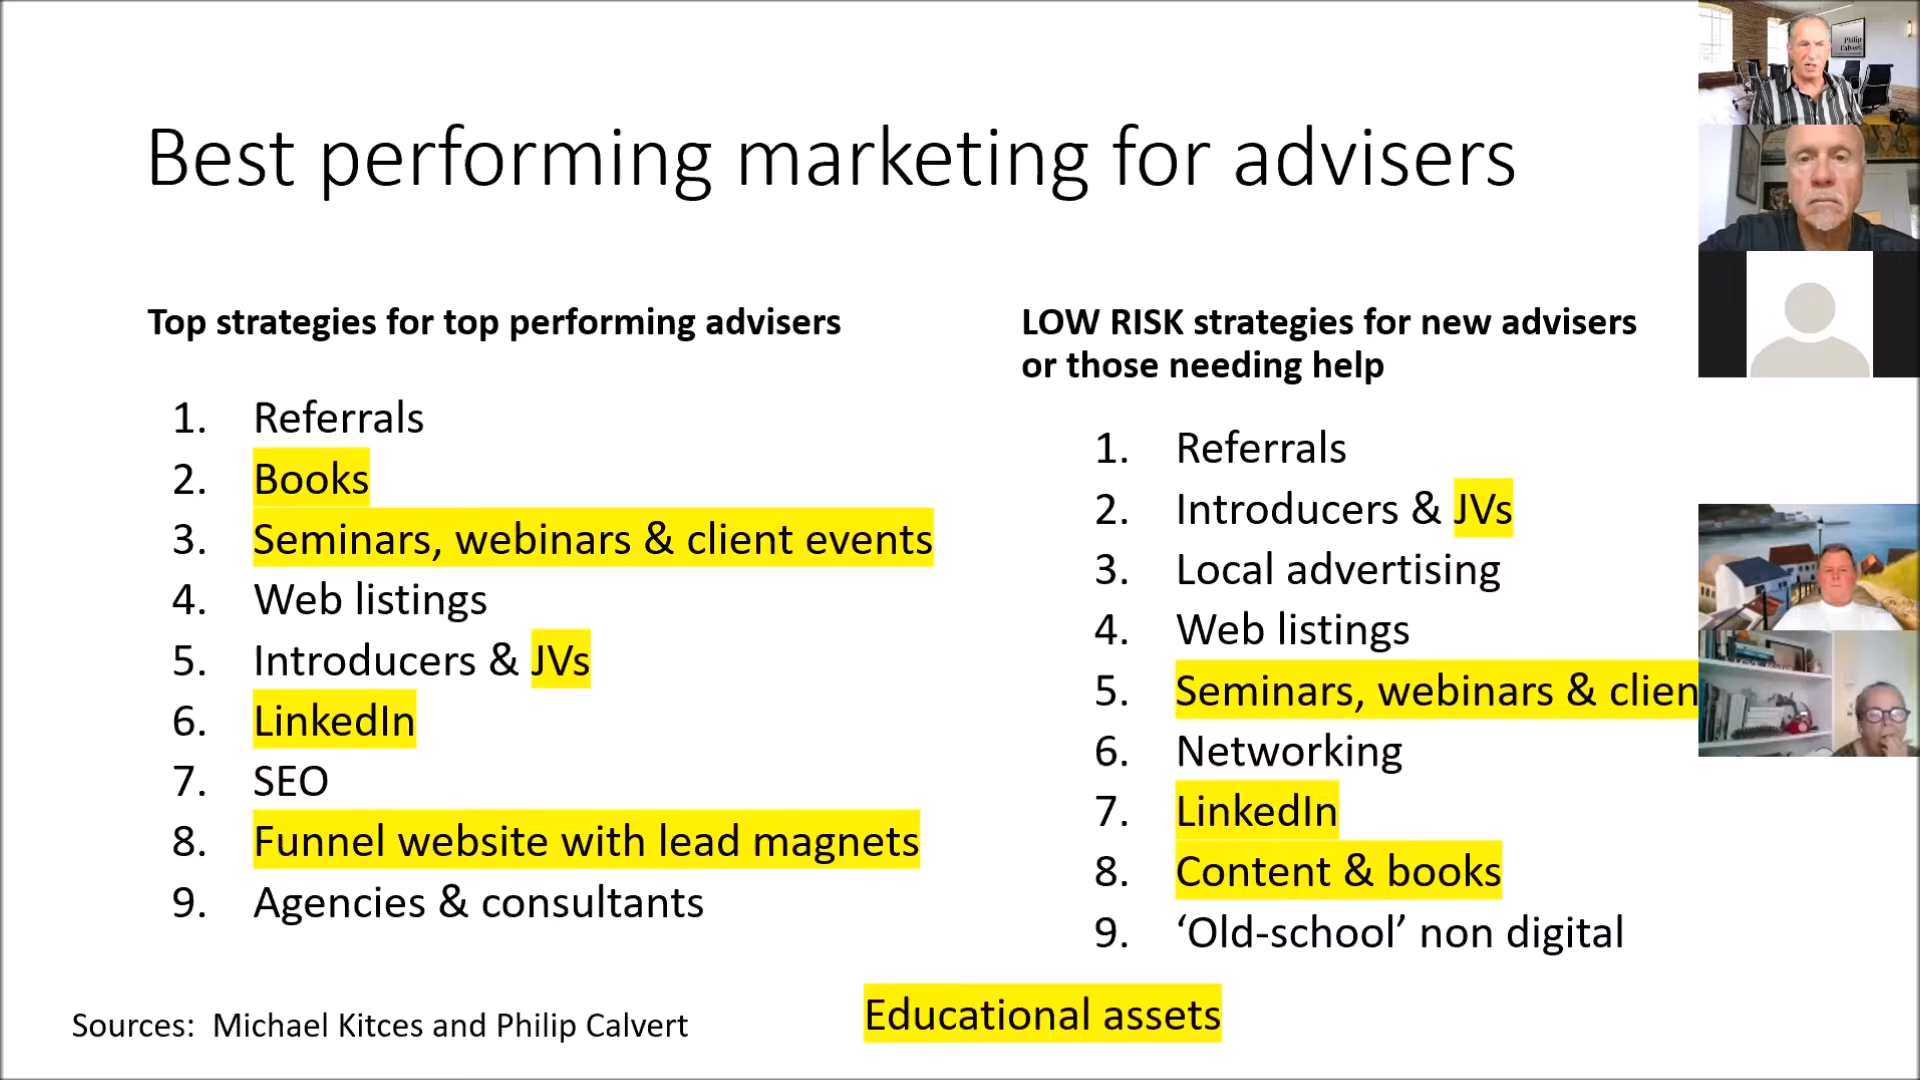 Best performing marketing for advisers
Top strategies for top performing advisers
1. Referrals
2. Books
3. Seminars, webinars & client events
4. Web listings
5. Introducers & JVs
6. LinkedIn
7. SEO
8. Funnel website with lead magnets
9. Agencies & consultants
LOW RISK strategies for new advisers
or those needing help
1. Referrals
2. Introducers & JVs
3. Local advertising
4. Web listings
5. Seminars, webinars & clien
6. Networking
7. LinkedIn
8. Content & books
9. ‘Old-school’ non digital
Educational assets
Sources: Michael Kitces and Philip Calvert
Philip
Calvert